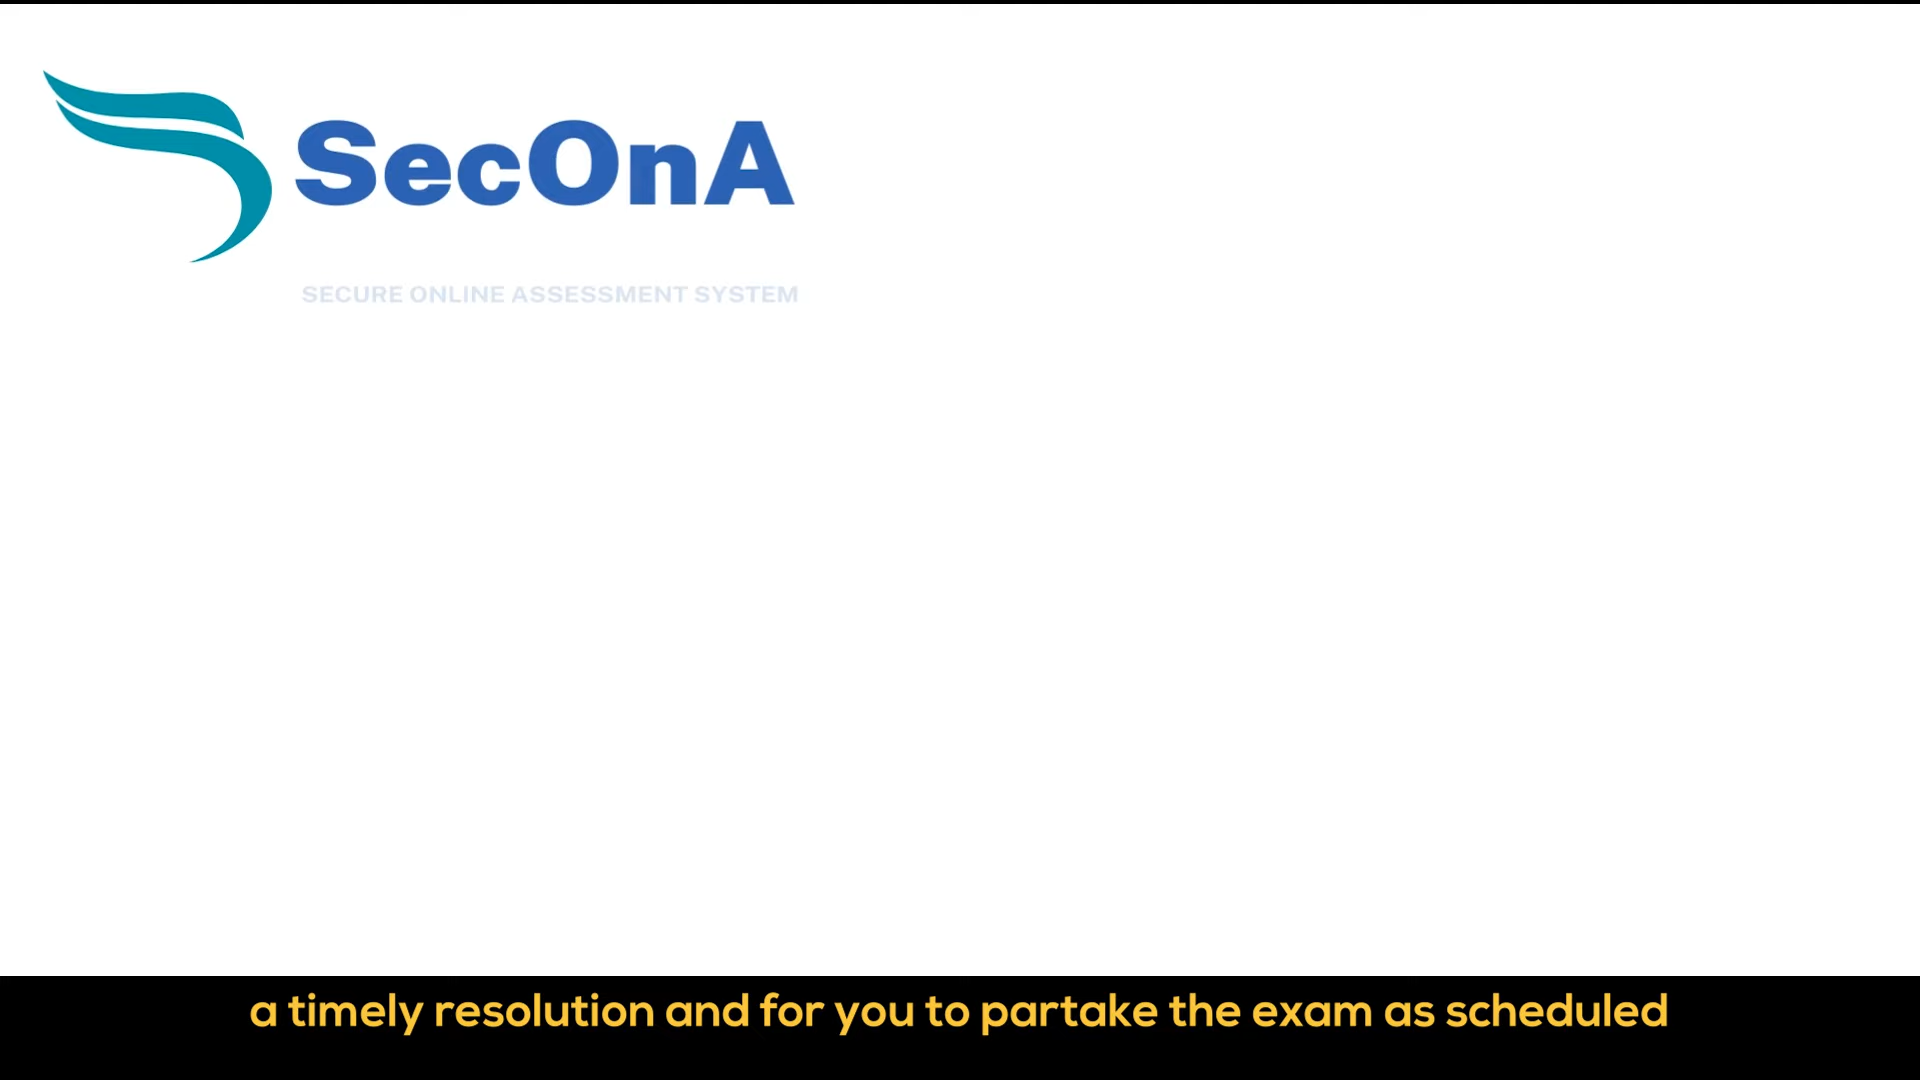 SecOnA
SECURE ONLINE ASSESSMENT SYSTEM
a timely resolution and for you to partake the exam as scheduled